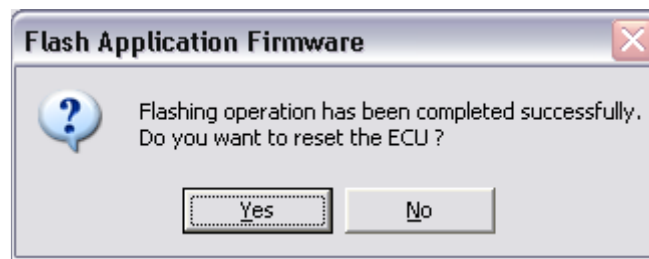 Flash Application Firmware
Flashing operation has been completed successfully.
Do you want to reset the ECU ?
Yes
No